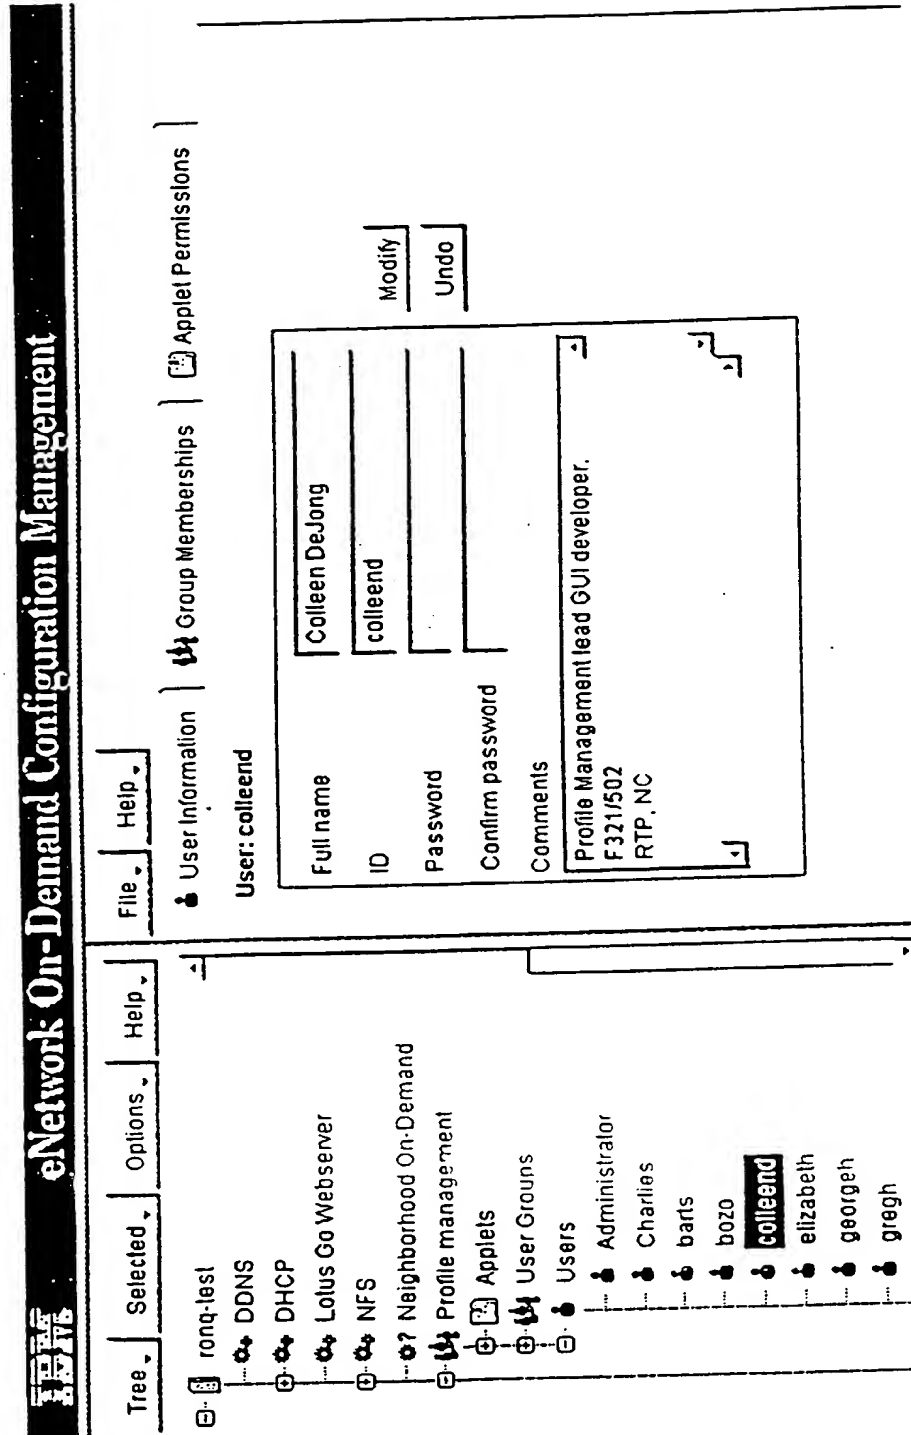 IBM
eNetwork On-Demand Configuration Management
Tree
Selected
Options
Help
ronq-test
DDNS
DHCP
Lotus Go Webserver
NFS
? Neighborhood On-Demand
Profile management
Applets
User Grouns
Users
Administrator
Charlies
barts
bozo
colleend
elizabeth
georgeh
gregh
File
Help
User Information
Group Memberships
Applet Permissions
User: colleend
Full name
Colleen DeJong
ID
colleend
Password
Confirm password
Comments
Profile Management lead GUI developer.
F321/502
RTP, NC
Modify
Undo